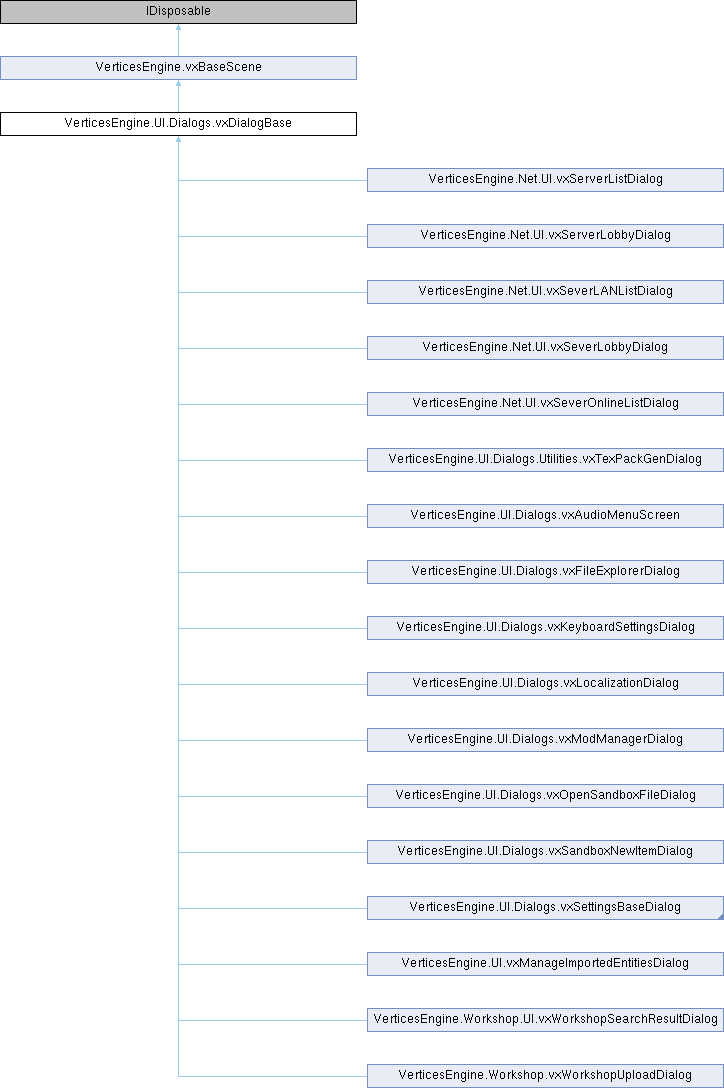 IDisposable
VerticesEngine.vxBaseScene
VerticesEngine.UI.Dialogs.vxDialogBase
VerticesEngine.Net.UI.vxServerListDialog
VerticesEngine.Net.UI.vxServerLobbyDialog
VerticesEngine.Net.UI.vxSeverLANListDialog
VerticesEngine.Net.UI.vxSeverLobbyDialog
VerticesEngine.Net.UI.vxSeverOnlineListDialog
VerticesEngine.UI.Dialogs.Utilities.vxTexPackGenDialog
VerticesEngine.UI.Dialogs.vxAudioMenuScreen
VerticesEngine.UI.Dialogs.vxFileExplorerDialog
VerticesEngine.UI.Dialogs.vxKeyboardSettingsDialog
VerticesEngine.UI.Dialogs.vxLocalizationDialog
VerticesEngine.UI.Dialogs.vxModManagerDialog
VerticesEngine.UI.Dialogs.vxOpenSandboxFileDialog
VerticesEngine.UI.Dialogs.vxSandboxNewItemDialog
VerticesEngine.UI.Dialogs.vxSettingsBaseDialog
VerticesEngine.UI.vxManageImportedEntitiesDialog
VerticesEngine.Workshop.UI.vxWorkshopSearchResultDialog
VerticesEngine.Workshop.vxWorkshopUploadDialog